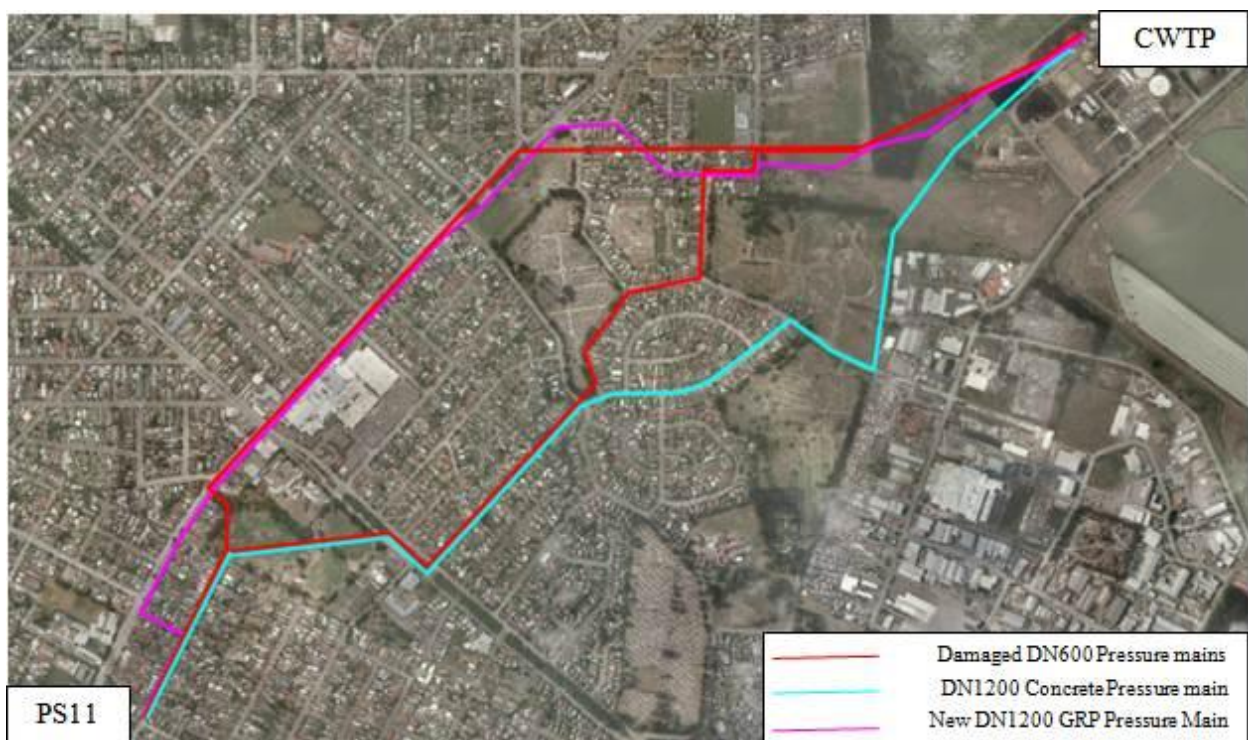 CWTP
PS11
Damaged DN600 Pressure mains
DN1200 Concrete Pressure main
New DN1200 GRP Pressure Main